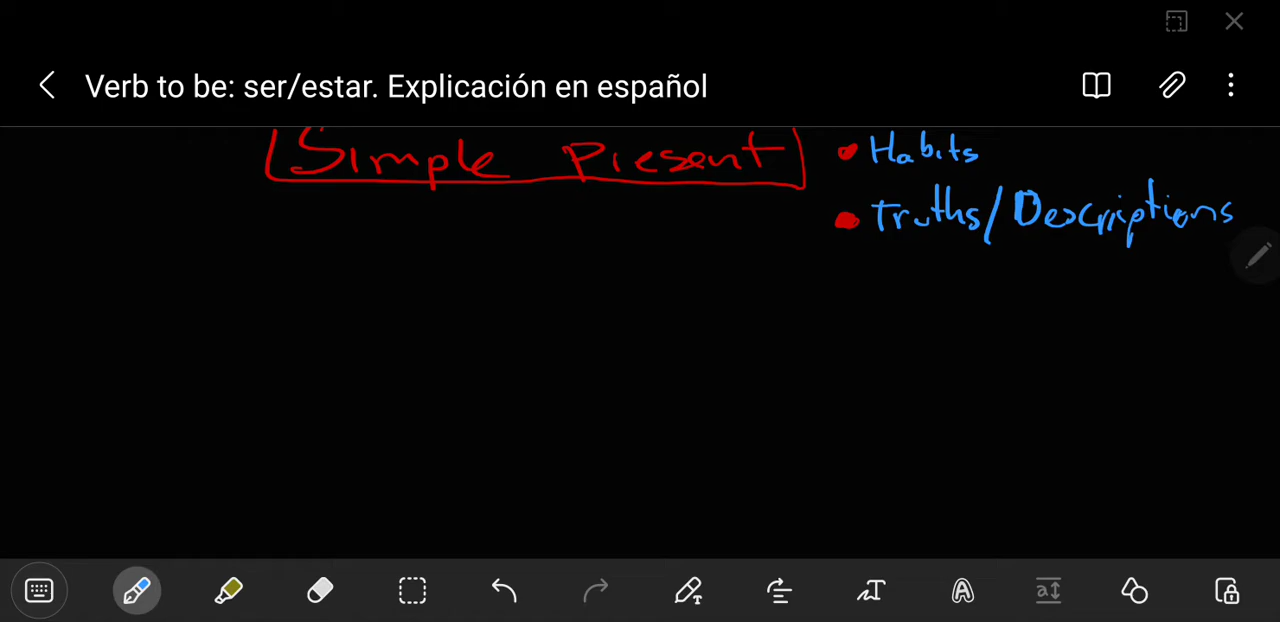 Verb to be: ser/estar. Explicación en español
Simple Present
Habits
Truths/Descriptions